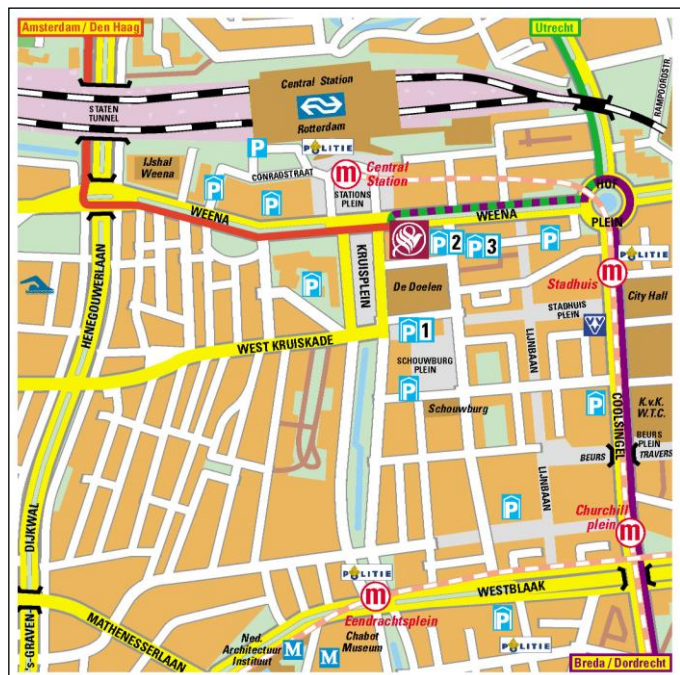 Amsterdam / Den Haag
Utrecht
STATEN
TUNNEL
Central Station
Rotterdam
RAMPOORDSTR.
IJshal
Weena
P
POLITIE
CONRADSTRAAT
m
Central
Station
P
P
STATIONS
PLEIN
WEENA
WEENA
HOF
PLEIN
P 2
P 3
P
POLITIE
HENEGOUWERLAAN
KRUISPLEIN
P
De Doelen
Stadhuis
m
City Hall
STADHUIS
PLEIN
VVV
P 1
WEST KRUISKADE
SCHOUWBURG
PLEIN
LIJNBAAN
P
Schouwburg
P
COOLSINGEL
K.v.K.
W.T.C.
BEURS
PLEIN
BEURS
TRAVERS
LIJNBAAN
P
Churchill
plein
m
DIJKWAL
POLITIE
m
Eendrachtsplein
WESTBLAAK
's-GRAVEN-
MATHENESSERLAAN
Ned.
Architectuur
Instituut
M
M
Chabot
Museum
P
POLITIE
Breda / Dordrecht